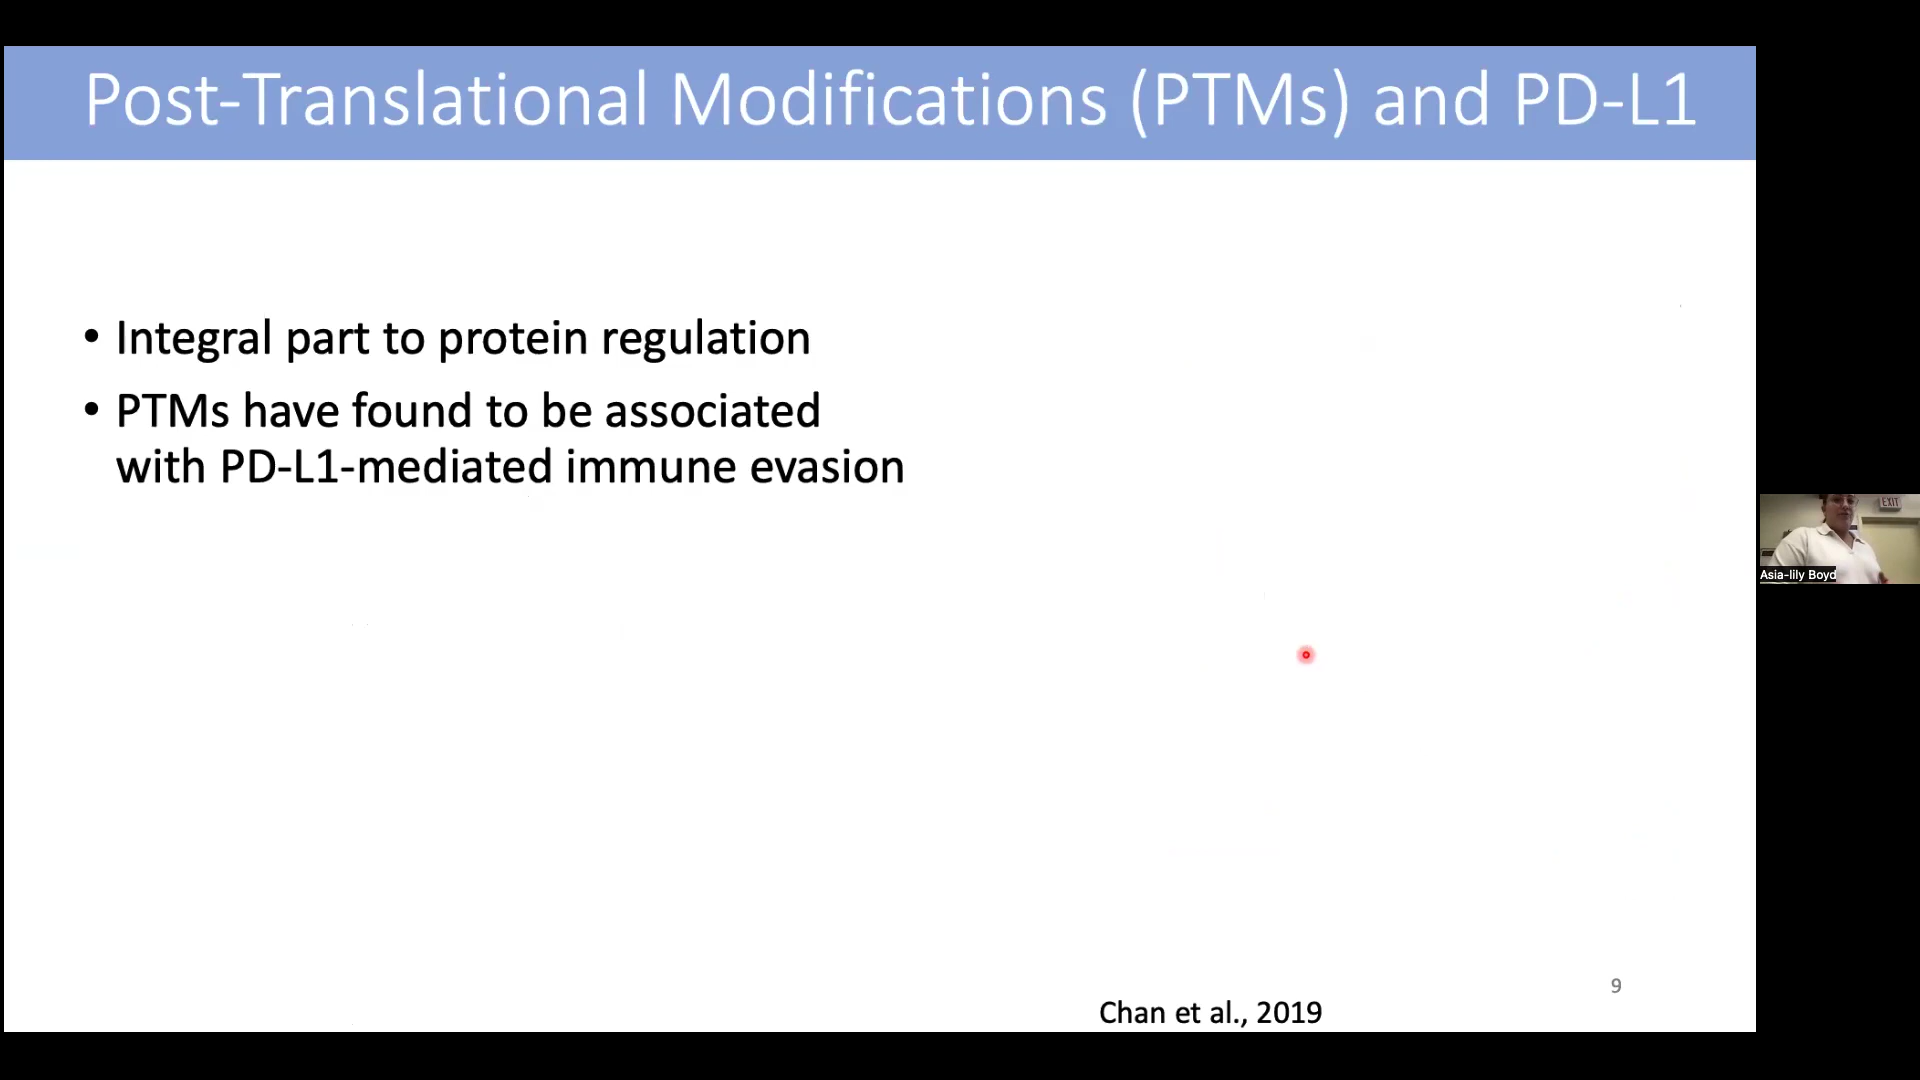 Post-Translational Modifications (PTMs) and PD-L1
• Integral part to protein regulation
• PTMs have found to be associated
with PD-L1-mediated immune evasion
EXIT
Asia-lily Boyd
9
Chan et al., 2019